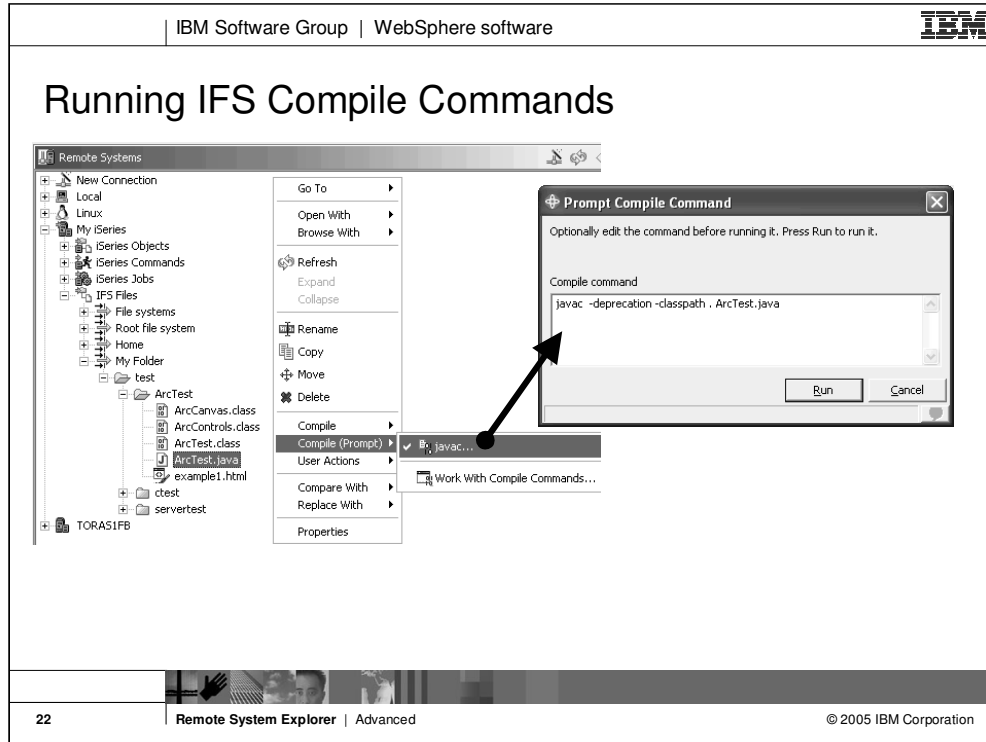 IBM Software Group | WebSphere software
IBM
Running IFS Compile Commands
Remote Systems
New Connection
Local
Linux
My iSeries
iSeries Objects
iSeries Commands
iSeries Jobs
IFS Files
File systems
Root file system
Home
My Folder
test
ArcTest
ArcCanvas.class
ArcControls.class
ArcTest.class
ArcTest.java
example1.html
ctest
servertest
TORAS1FB
Go To
Open With
Browse With
Refresh
Expand
Collapse
Rename
Copy
Move
Delete
Compile
Compile (Prompt)
User Actions
Compare With
Replace With
Properties
javac...
Work With Compile Commands...
Prompt Compile Command
Optionally edit the command before running it. Press Run to run it.
Compile command
javac -deprecation -classpath . ArcTest.java
Run
Cancel
22
Remote System Explorer | Advanced
© 2005 IBM Corporation